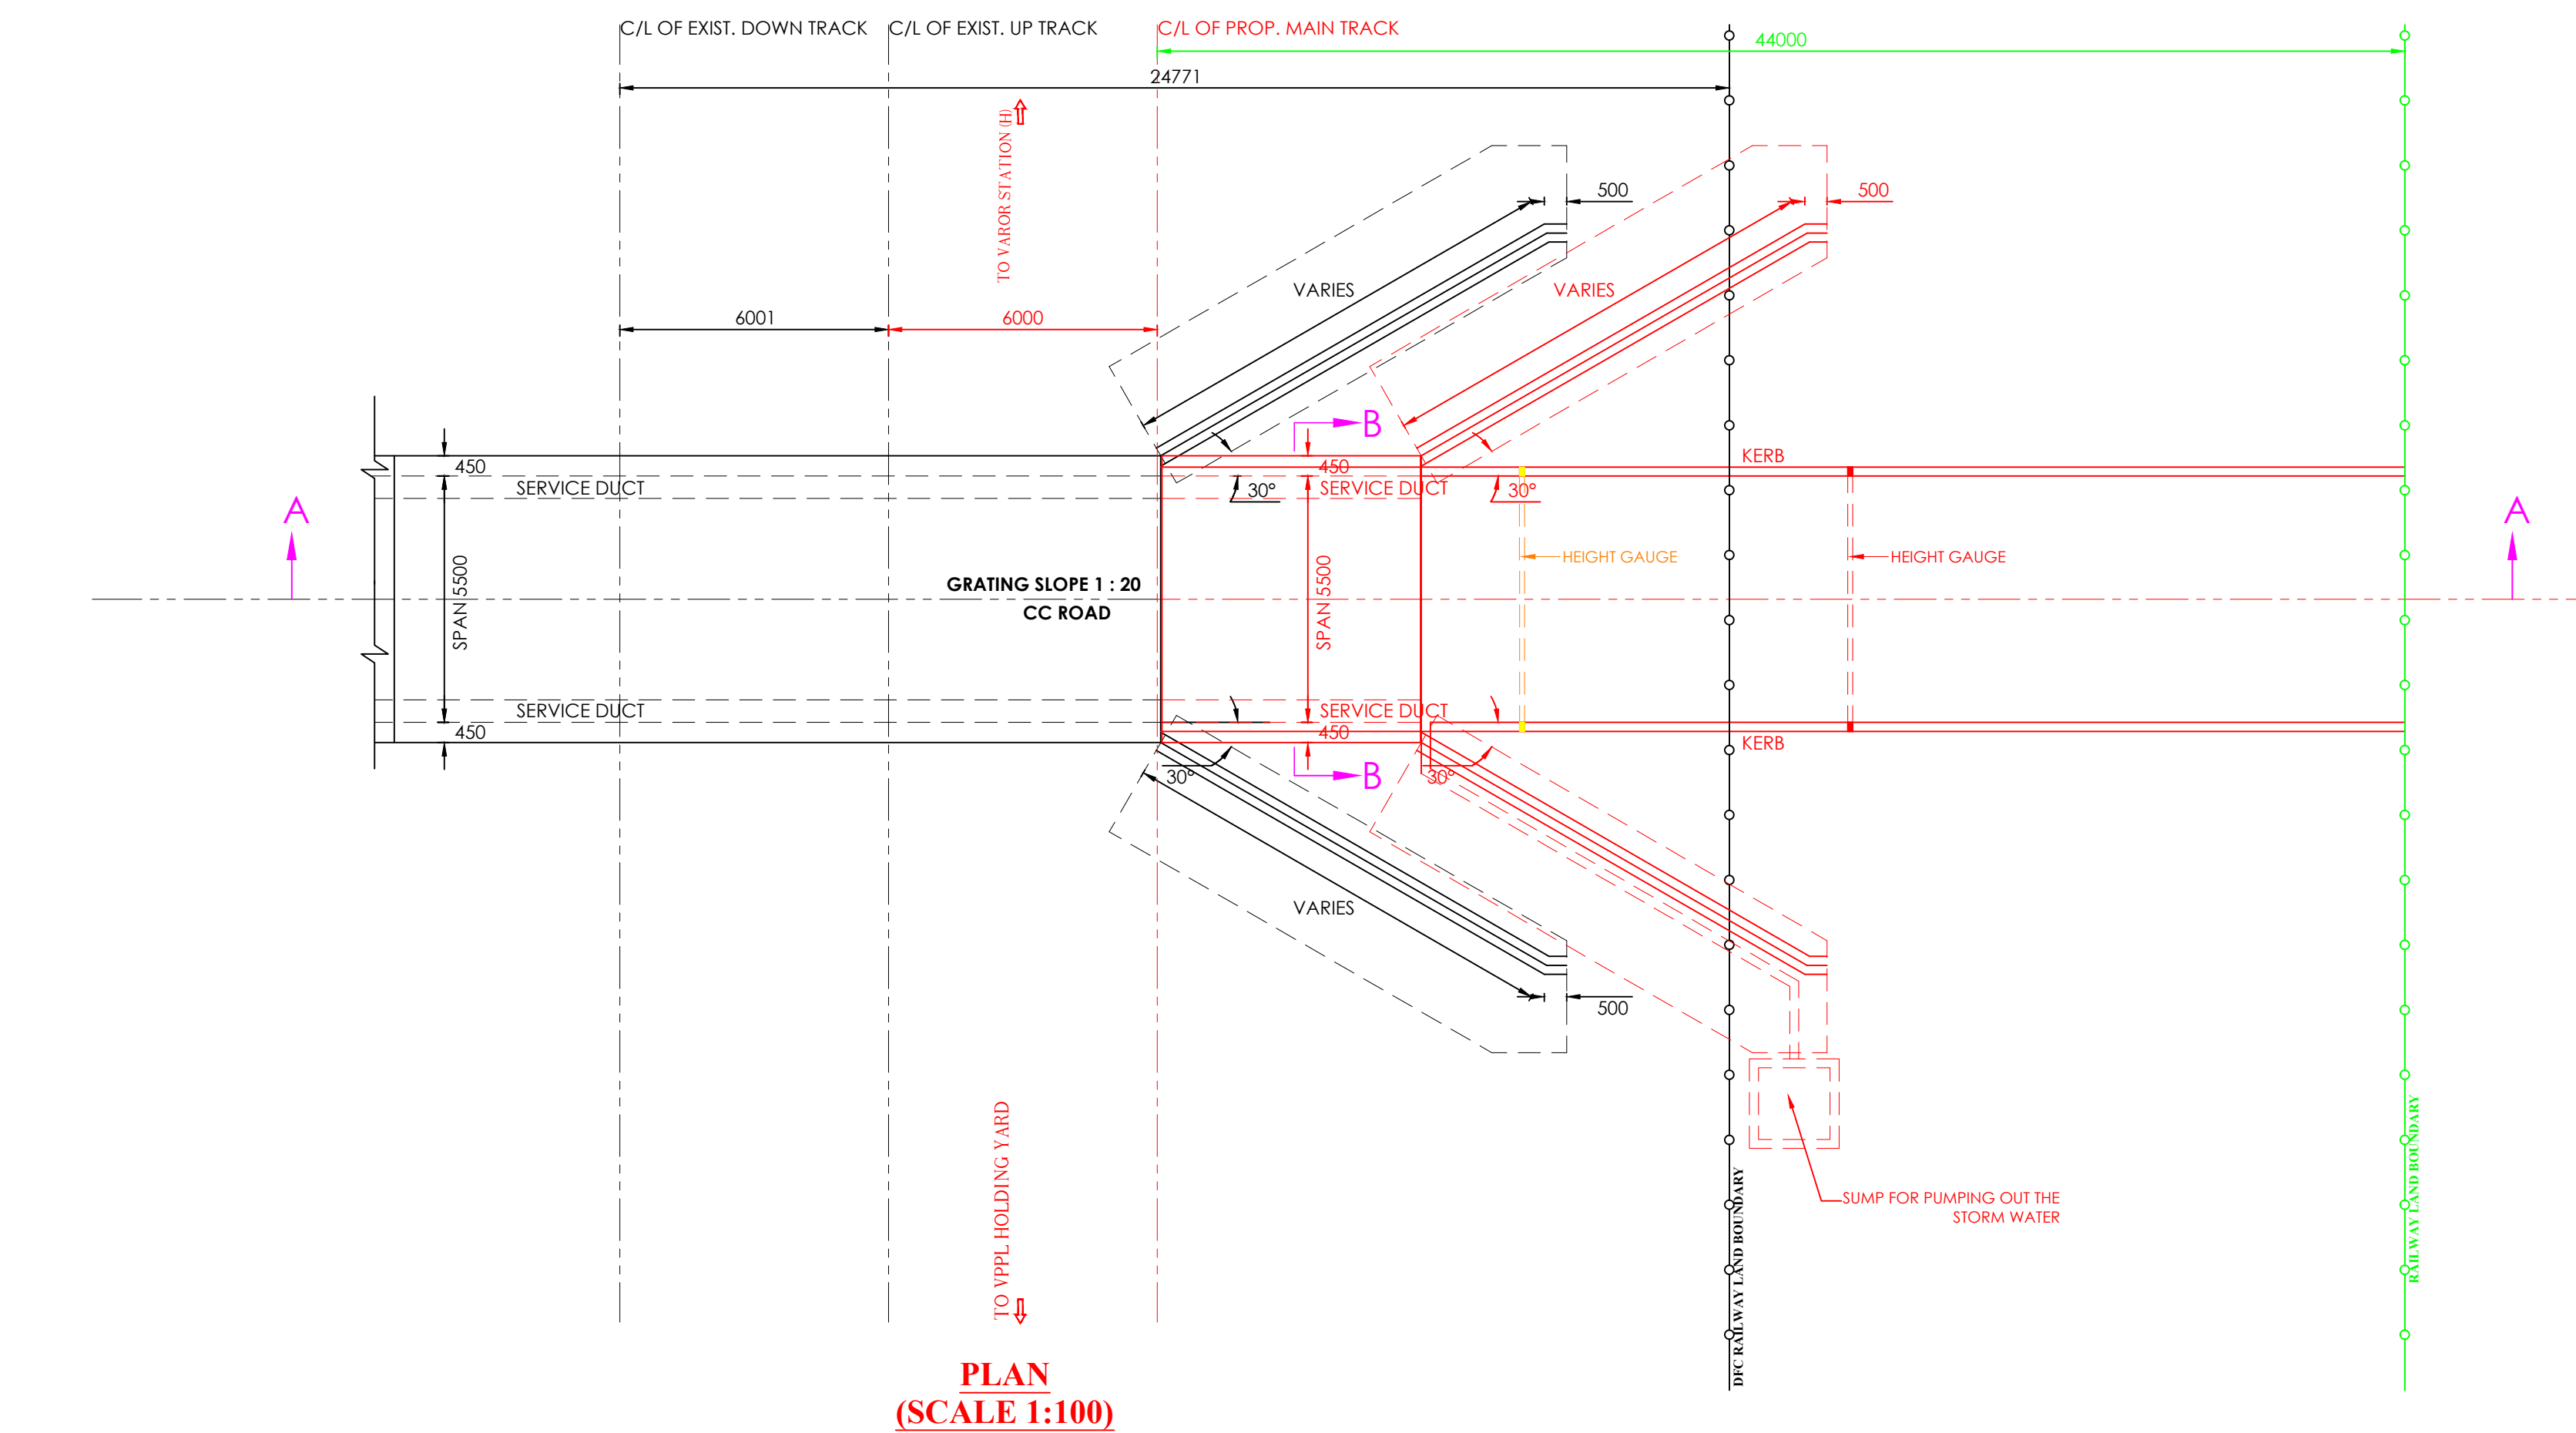 C/L OF EXIST. DOWN TRACK
C/L OF EXIST. UP TRACK
C/L OF PROP. MAIN TRACK
44000
24771
TO WAROR STATION (H)
500
500
VARIES
VARIES
6001
6000
B
450
450
KERB
SERVICE DUCT
30°
SERVICE DUCT
30°
A
A
SPAN 5500
GRATING SLOPE 1 : 20
CC ROAD
SPAN 5500
HEIGHT GAUGE
HEIGHT GAUGE
SERVICE DUCT
SERVICE DUCT
450
450
KERB
30°
B
30°
VARIES
500
TO VPPL HOLDING YARD
DFC RAILWAY LAND BOUNDARY
RAILWAY LAND BOUNDARY
SUMP FOR PUMPING OUT THE
STORM WATER
PLAN
(SCALE 1:100)